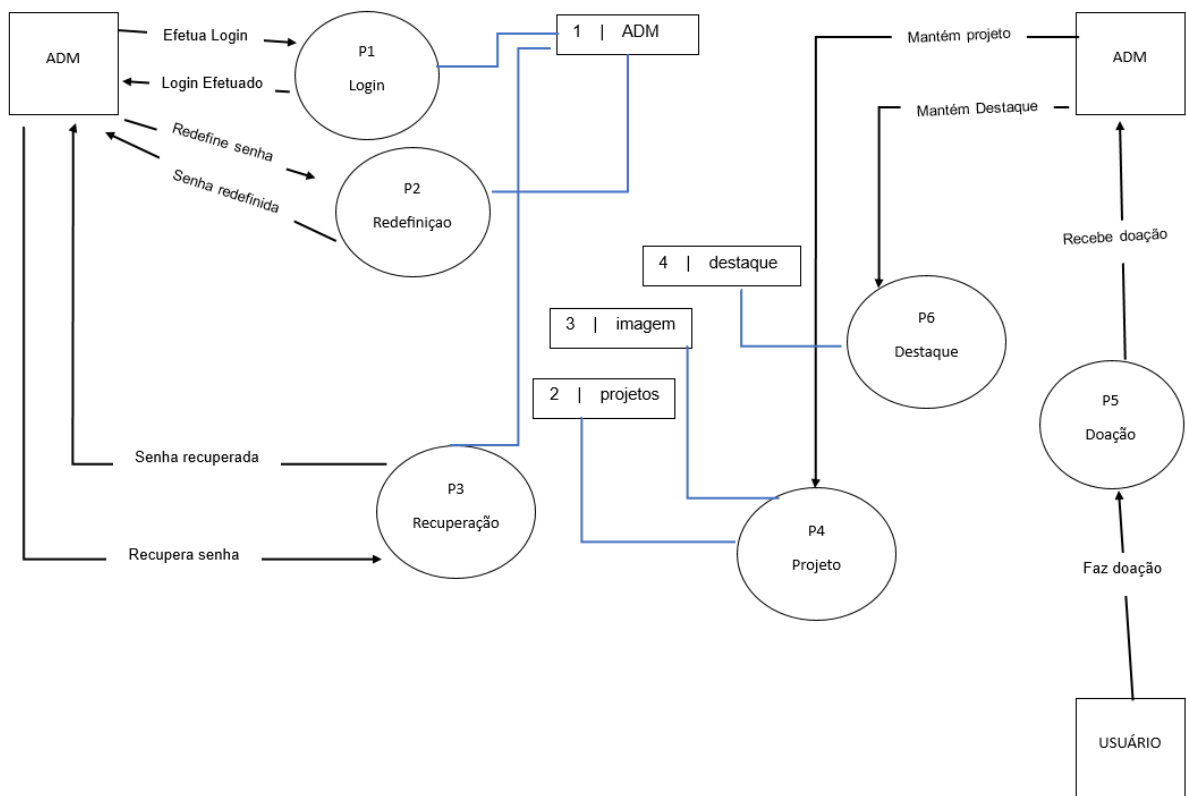 ADM
Efetua Login
Login Efetuado
P1
Login
1 | ADM
Mantém projeto
ADM
Mantém Destaque
Redefine senha
Senha redefinida
P2
Redefiniçao
Recebe doação
4 | destaque
3 | imagem
P6
Destaque
2 | projetos
P5
Doação
Senha recuperada
P3
Recuperação
P4
Projeto
Recupera senha
Faz doação
USUÁRIO